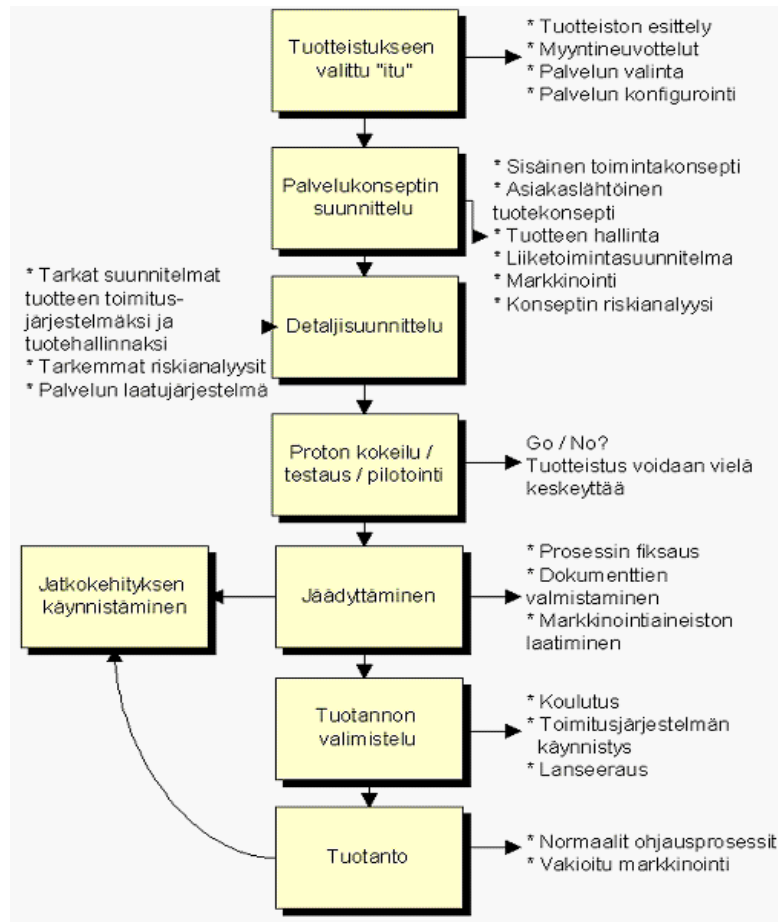 Tuotteistukseen
valittu "itu"
* Tuotteiston esittely
* Myyntineuvottelut
* Palvelun valinta
* Palvelun konfigurointi
Palvelukonseptin
suunnittelu
* Sisäinen toimintakonsepti
* Asiakaslähtöinen
tuotekonsepti
* Tuotteen hallinta
* Liiketoimintasuunnitelma
* Markkinointi
* Konseptin riskianalyysi
* Tarkat suunnitelmat
tuotteen toimitus-
järjestelmäksi ja
tuotehallinnaksi
* Tarkemmat riskianalyysit
* Palvelun laatujärjestelmä
Detaljisuunnittelu
Proton kokeilu /
testaus / pilotointi
Go / No?
Tuotteistus voidaan vielä
keskeyttää
Jatkokehityksen
käynnistäminen
Jäädyttäminen
* Prosessin fiksaus
* Dokumenttien
valmistaminen
* Markkinointiaineiston
laatiminen
Tuotannon
valimistelu
* Koulutus
* Toimitusjärjestelmän
käynnistys
* Lanseeraus
Tuotanto
* Normaalit ohjausprosessit
* Vakioitu markkinointi